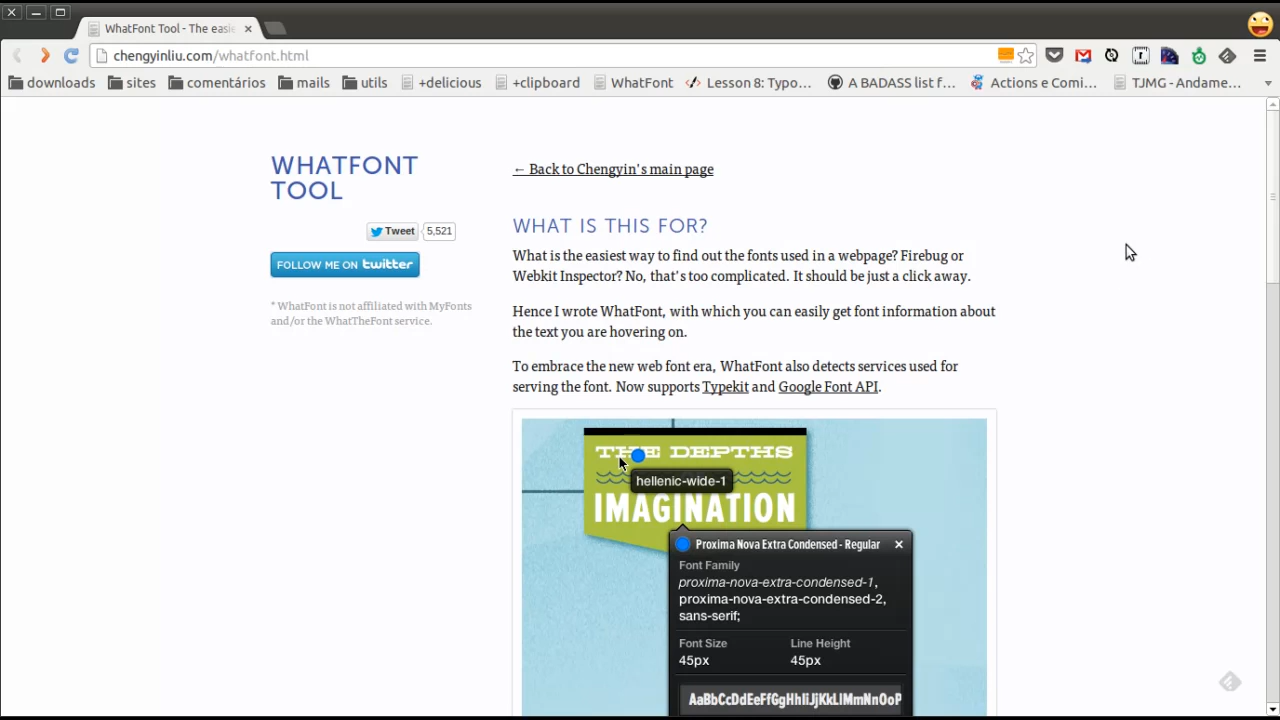 WhatFont Tool - The easie
chengyinliu.com/whatfont.html
downloads sites comentários mails utils +delicious +clipboard WhatFont Lesson 8: Typo... A BADASS list f... Actions e Comi... TJMG - Andame...
WHATFONT
TOOL
Tweet 5,521
FOLLOW ME ON twitter
* WhatFont is not affiliated with MyFonts
and/or the WhatTheFont service.
← Back to Chengyin's main page
WHAT IS THIS FOR?
What is the easiest way to find out the fonts used in a webpage? Firebug or
Webkit Inspector? No, that's too complicated. It should be just a click away.
Hence I wrote WhatFont, with which you can easily get font information about
the text you are hovering on.
To embrace the new web font era, WhatFont also detects services used for
serving the font. Now supports Typekit and Google Font API.
THE DEPTHS
hellenic-wide-1
IMAGINATION
Proxima Nova Extra Condensed - Regular
Font Family
proxima-nova-extra-condensed-1,
proxima-nova-extra-condensed-2,
sans-serif;
Font Size Line Height
45px 45px
AaBbCcDdEeFfGgHhIiJjKkLlMmNnOoP